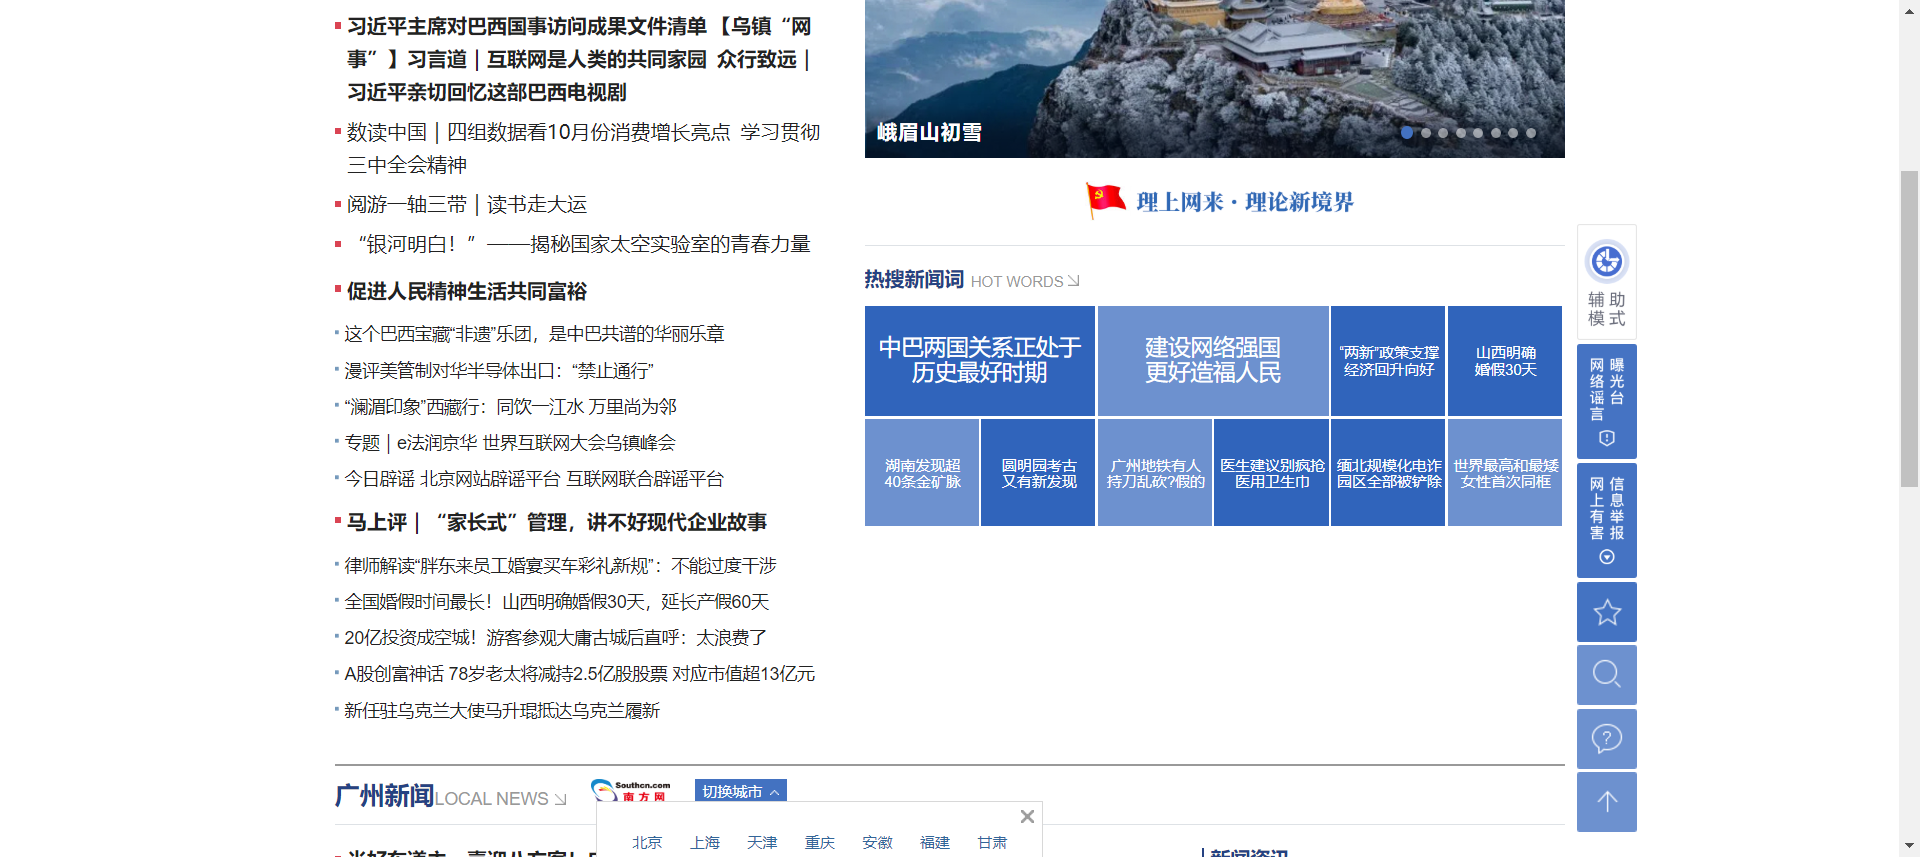 习近平主席对巴西国事访问成果文件清单 【乌镇“网
事”】习言道｜互联网是人类的共同家园 众行致远｜
习近平亲切回忆这部巴西电视剧
数读中国｜四组数据看10月份消费增长亮点 学习贯彻
三中全会精神
阅游一轴三带｜读书走大运
“银河明白！”——揭秘国家太空实验室的青春力量
促进人民精神生活共同富裕
这个巴西宝藏“非遗”乐团，是中巴共谱的华丽乐章
漫评美管制对华半导体出口：“禁止通行”
“澜湄印象”西藏行：同饮一江水 万里尚为邻
专题｜e法润京华 世界互联网大会乌镇峰会
今日辟谣 北京网站辟谣平台 互联网联合辟谣平台
马上评｜“家长式”管理，讲不好现代企业故事
律师解读“胖东来员工婚宴买车彩礼新规”：不能过度干涉
全国婚假时间最长！山西明确婚假30天，延长产假60天
20亿投资成空城！游客参观大庸古城后直呼：太浪费了
A股创富神话 78岁老太将减持2.5亿股股票 对应市值超13亿元
新任驻乌克兰大使马升琨抵达乌克兰履新
峨眉山初雪
理上网来·理论新境界
热搜新闻词 HOT WORDS
中巴两国关系正处于
历史最好时期
建设网络强国
更好造福人民
“两新”政策支撑
经济回升向好
山西明确
婚假30天
湖南发现超
40条金矿脉
圆明园考古
又有新发现
广州地铁有人
持刀乱砍?假的
医生建议别疯抢
医用卫生巾
缅北规模化电诈
园区全部被铲除
世界最高和最矮
女性首次同框
辅助
模式
网络谣言
曝光台
网上有害
信息举报
广州新闻 LOCAL NEWS
Southcn.com
南方网
切换城市
北京 上海 天津 重庆 安徽 福建 甘肃
新闻资讯